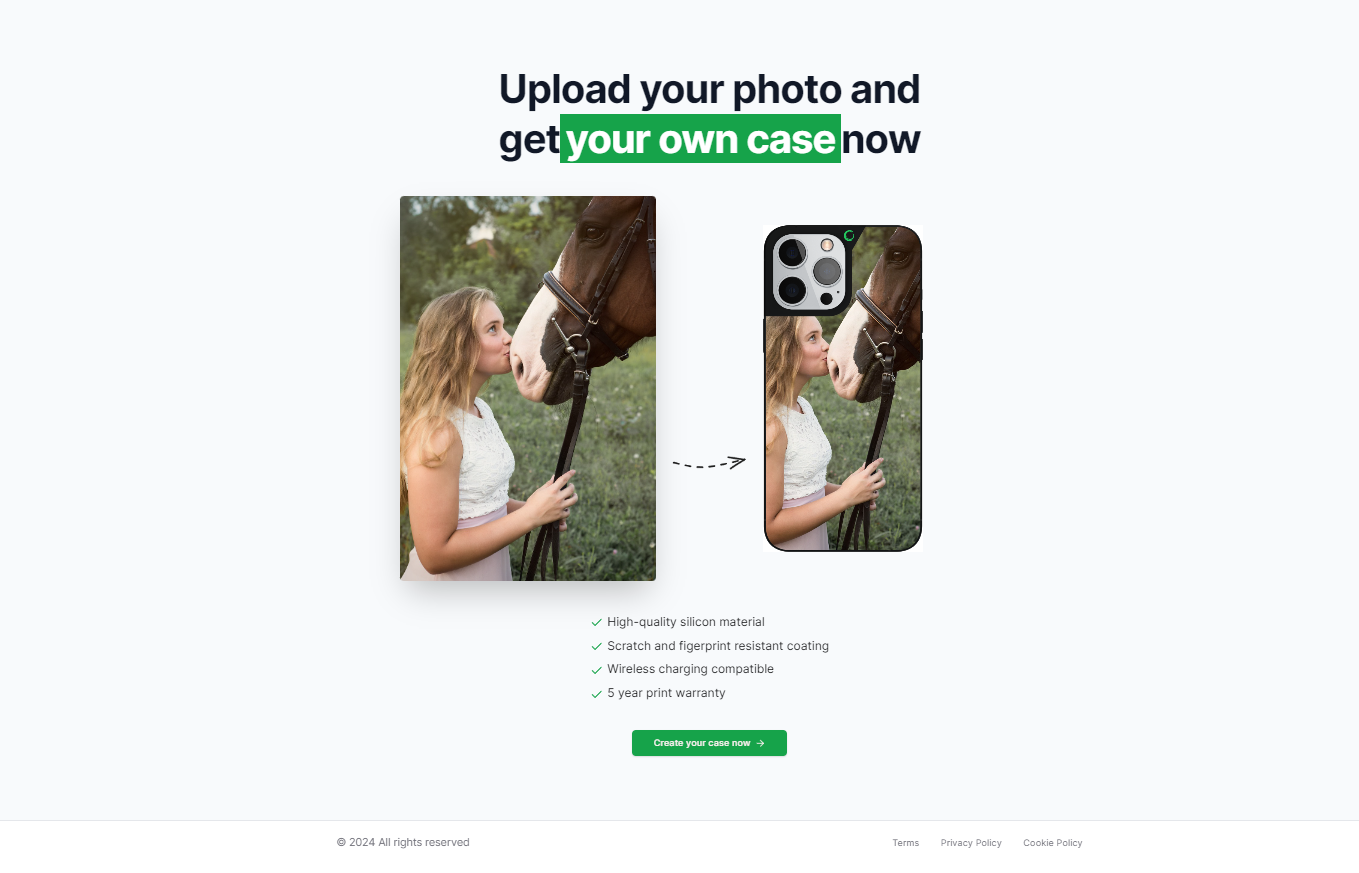 Upload your photo and
get your own case now
High-quality silicon material
Scratch and figerprint resistant coating
Wireless charging compatible
5 year print warranty
Create your case now
© 2024 All rights reserved
Terms Privacy Policy Cookie Policy